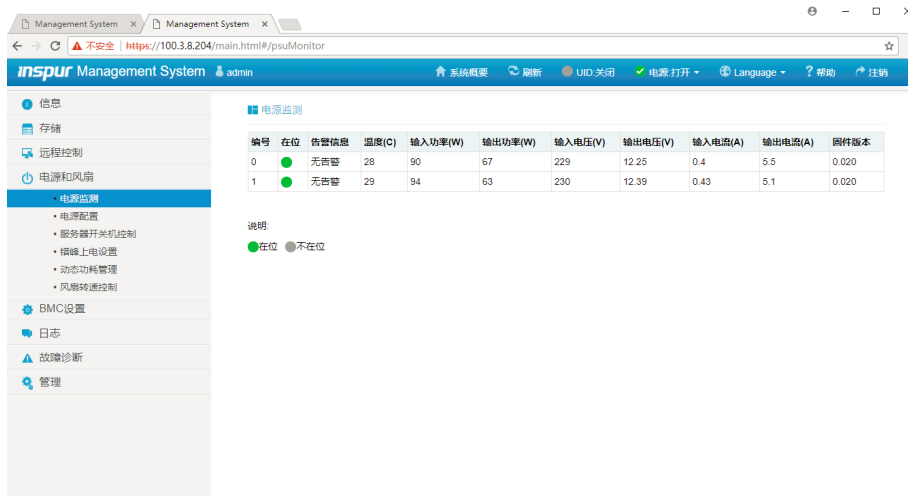 Management System
Management System
不安全 | https://100.3.8.204/main.html#/psuMonitor
inspur Management System admin 系统概要 刷新 UID:关闭 电源:打开 Language 帮助 注销
信息
存储
远程控制
电源和风扇
电源监测
电源配置
服务器开关机控制
错峰上电设置
动态功耗管理
风扇转速控制
BMC设置
日志
故障诊断
管理
电源监测
编号 在位 告警信息 温度(C) 输入功率(W) 输出功率(W) 输入电压(V) 输出电压(V) 输入电流(A) 输出电流(A) 固件版本
0 无告警 28 90 67 229 12.25 0.4 5.5 0.020
1 无告警 29 94 63 230 12.39 0.43 5.1 0.020
说明:
在位 不在位